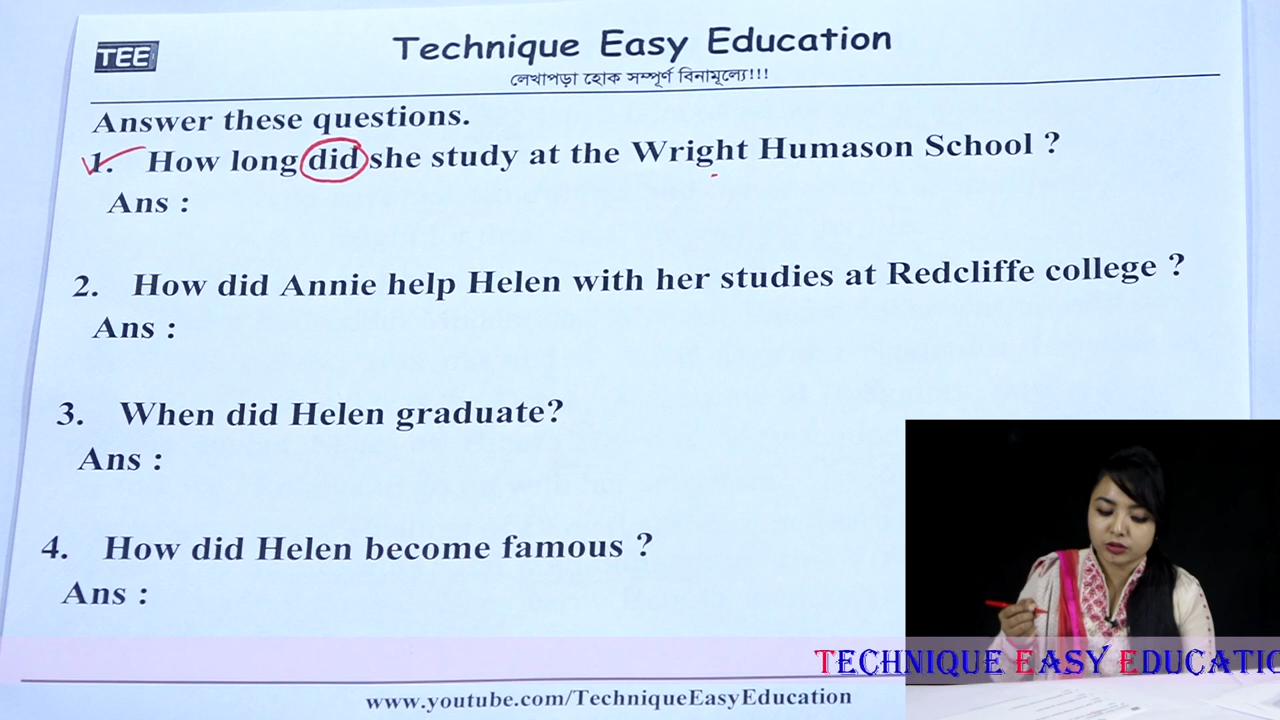 TEE
Technique Easy Education
লেখাপড়া হোক সম্পূর্ণ বিনামূল্যে!!!
Answer these questions.
1. How long did she study at the Wright Humason School ?
Ans :
2. How did Annie help Helen with her studies at Redcliffe college ?
Ans :
3. When did Helen graduate?
Ans :
4. How did Helen become famous ?
Ans :
TECHNIQUE EASY EDUCATIO
www.youtube.com/TechniqueEasyEducation